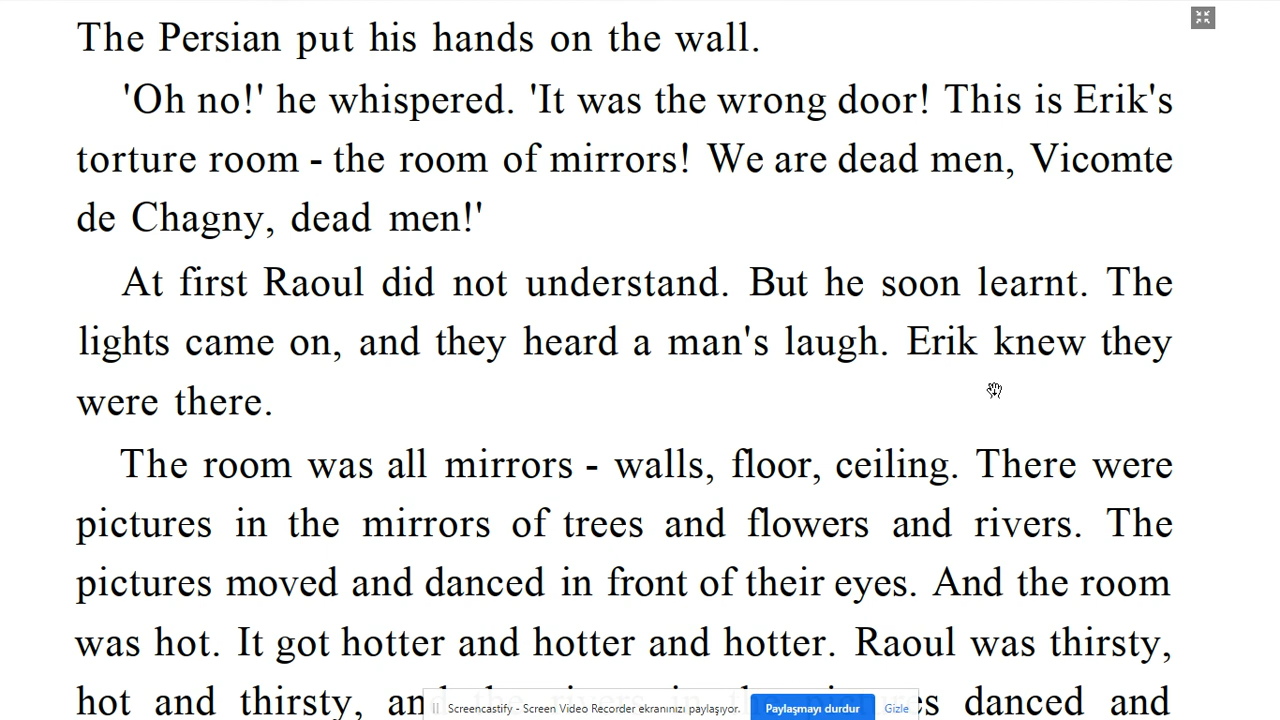 The Persian put his hands on the wall.
'Oh no!' he whispered. 'It was the wrong door! This is Erik's
torture room - the room of mirrors! We are dead men, Vicomte
de Chagny, dead men!'
At first Raoul did not understand. But he soon learnt. The
lights came on, and they heard a man's laugh. Erik knew they
were there.
The room was all mirrors - walls, floor, ceiling. There were
pictures in the mirrors of trees and flowers and rivers. The
pictures moved and danced in front of their eyes. And the room
was hot. It got hotter and hotter and hotter. Raoul was thirsty,
hot and thirsty, and the rivers in the pictures danced and
Screencastify - Screen Video Recorder ekranınızı paylaşıyor. Paylaşmayı durdur Gizle